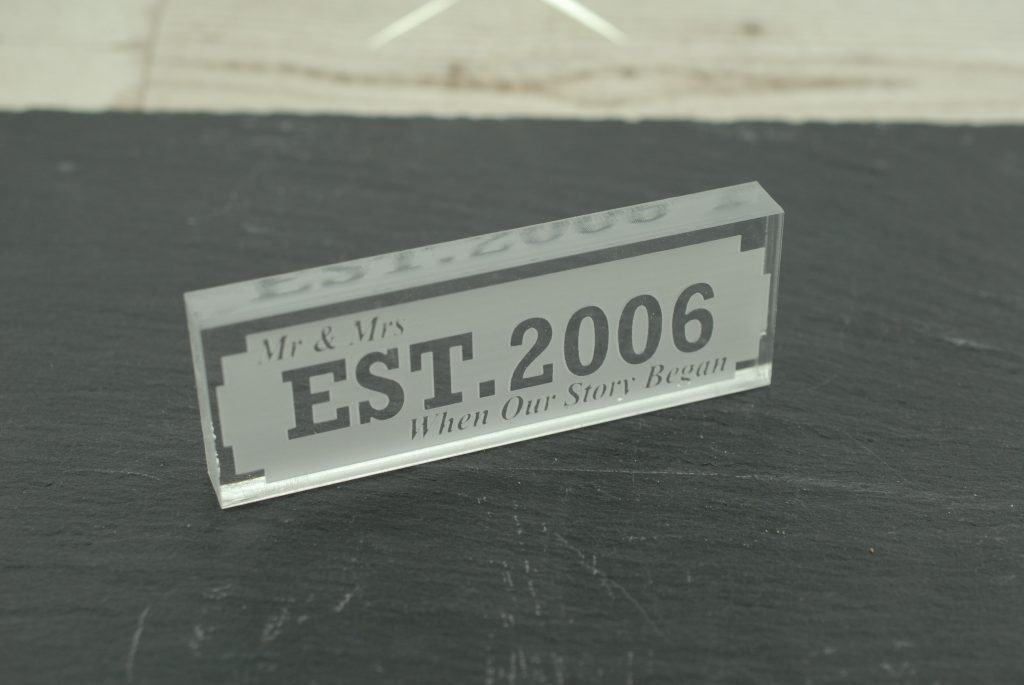 Mr & Mrs
EST.2006
When Our Story Began